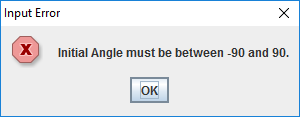 Input Error
Initial Angle must be between -90 and 90.
OK